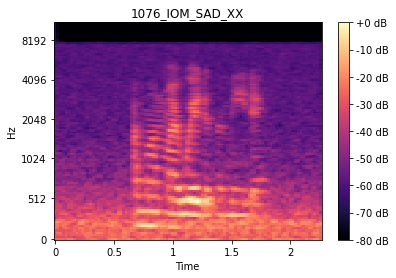 1076_IOM_SAD_XX
+0 dB
8192
-10 dB
4096
-20 dB
-30 dB
2048
Hz
-40 dB
1024
-50 dB
512
-60 dB
-70 dB
0
-80 dB
0 0.5 1 1.5 2
Time